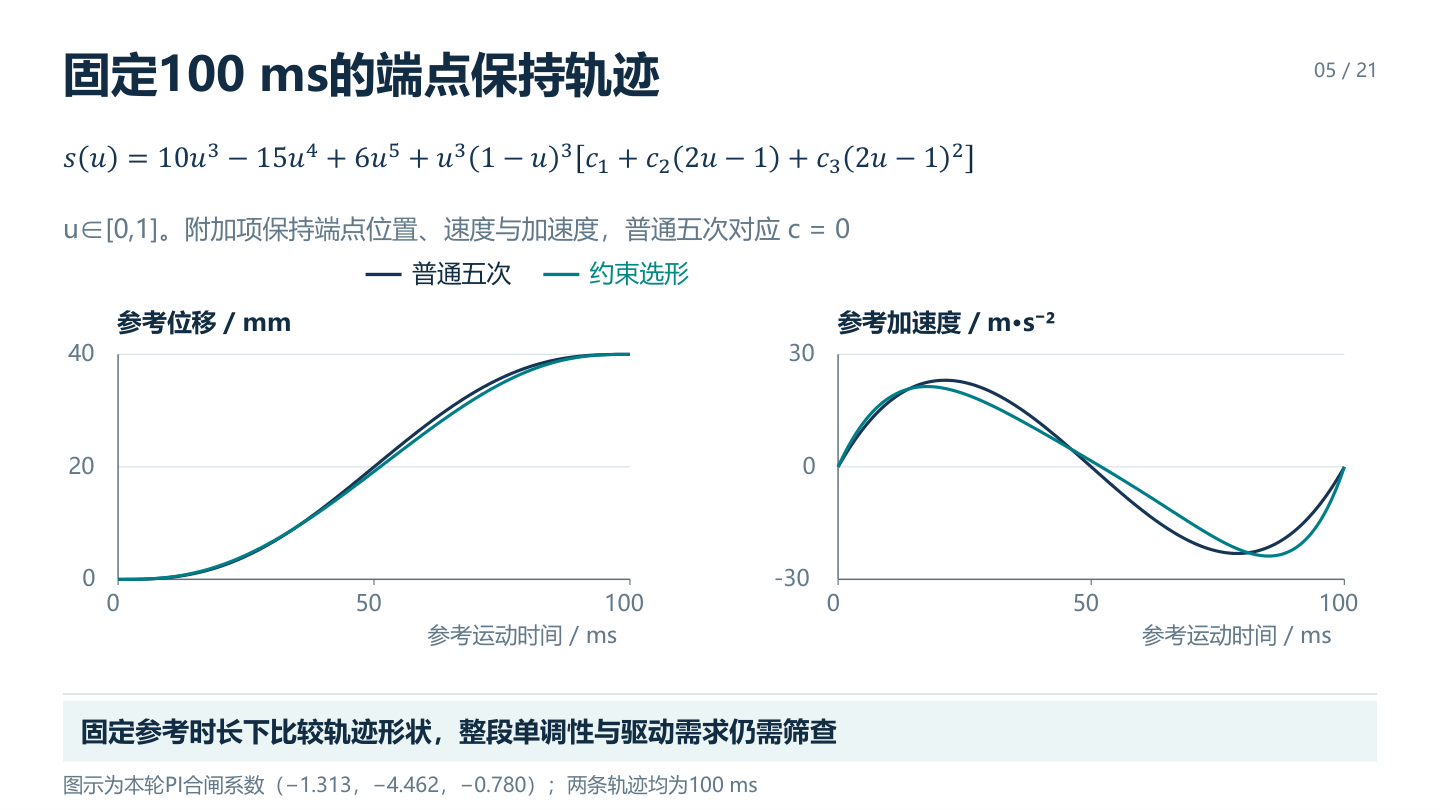 固定100 ms的端点保持轨迹
05 / 21
s(u) = 10u³ − 15u⁴ + 6u⁵ + u³(1 − u)³[c₁ + c₂(2u − 1) + c₃(2u − 1)²]
u∈[0,1]。附加项保持端点位置、速度与加速度，普通五次对应 c = 0
普通五次 约束选形
参考位移 / mm
40
20
0
0 50 100
参考运动时间 / ms
参考加速度 / m•s⁻²
30
0
-30
0 50 100
参考运动时间 / ms
固定参考时长下比较轨迹形状，整段单调性与驱动需求仍需筛查
图示为本轮PI合闸系数（−1.313，−4.462，−0.780）；两条轨迹均为100 ms